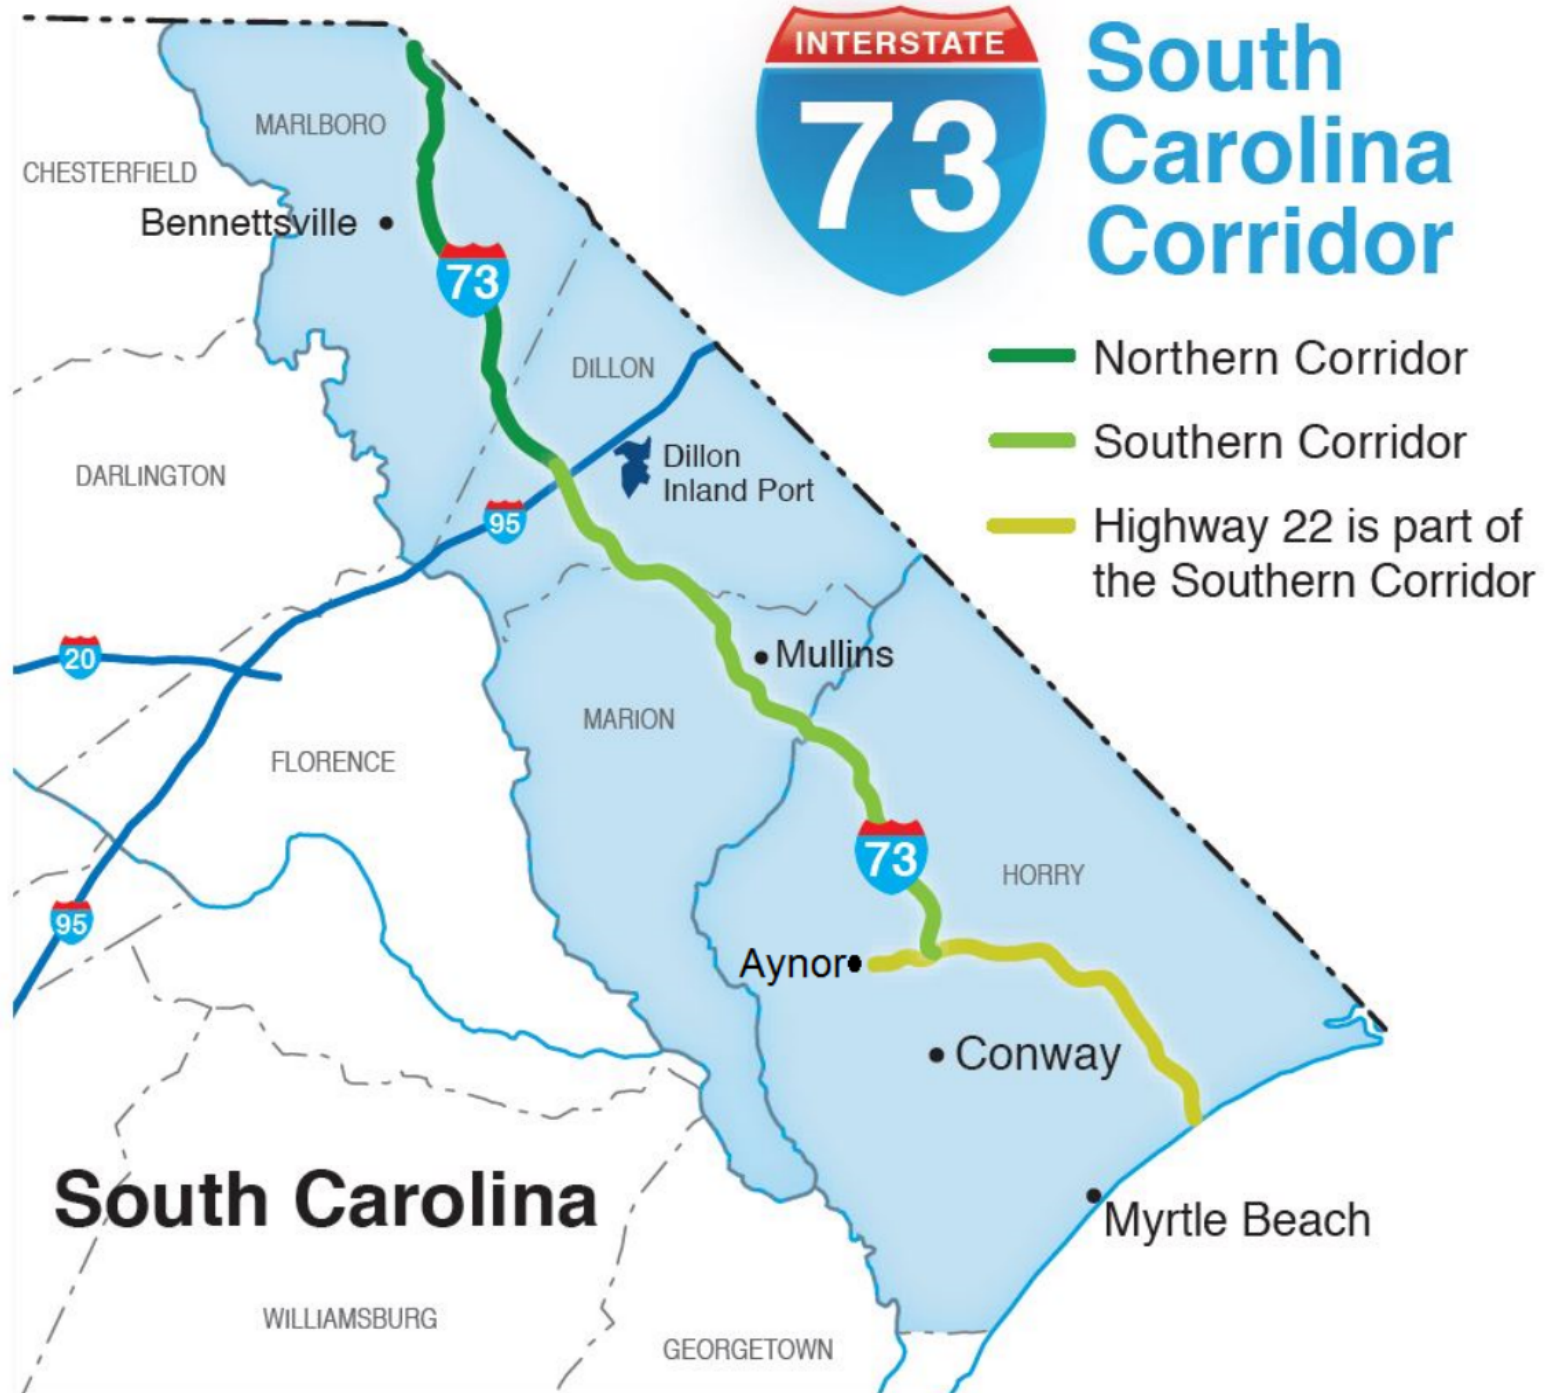 INTERSTATE
73
South
Carolina
Corridor
Northern Corridor
Southern Corridor
Highway 22 is part of
the Southern Corridor
MARLBORO
CHESTERFIELD
Bennettsville
73
DILLON
Dillon
Inland Port
DARLINGTON
95
20
Mullins
MARION
FLORENCE
73
HORRY
95
Aynor
Conway
South Carolina
Myrtle Beach
WILLIAMSBURG
GEORGETOWN